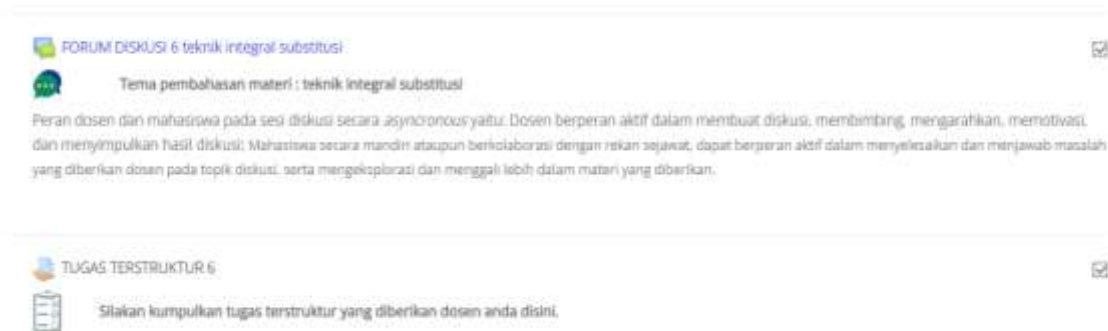 FORUM DISKUSI 6 teknik integral substitusi
Tema pembahasan materi : teknik integral substitusi
Peran dosen dan mahasiswa pada sesi diskusi secara asyncronous yaitu: Dosen berperan aktif dalam membuat diskusi, membimbing, mengarahkan, memotivasi,
dan menyimpulkan hasil diskusi; Mahasiswa secara mandiri ataupun berkolaborasi dengan rekan sejawat, dapat berperan aktif dalam menyelesaikan dan menjawab masalah
yang diberikan dosen pada topik diskusi, serta mengeksplorasi dan menggali lebih dalam materi yang diberikan.
TUGAS TERSTRUKTUR 6
Silakan kumpulkan tugas terstruktur yang diberikan dosen anda disini.